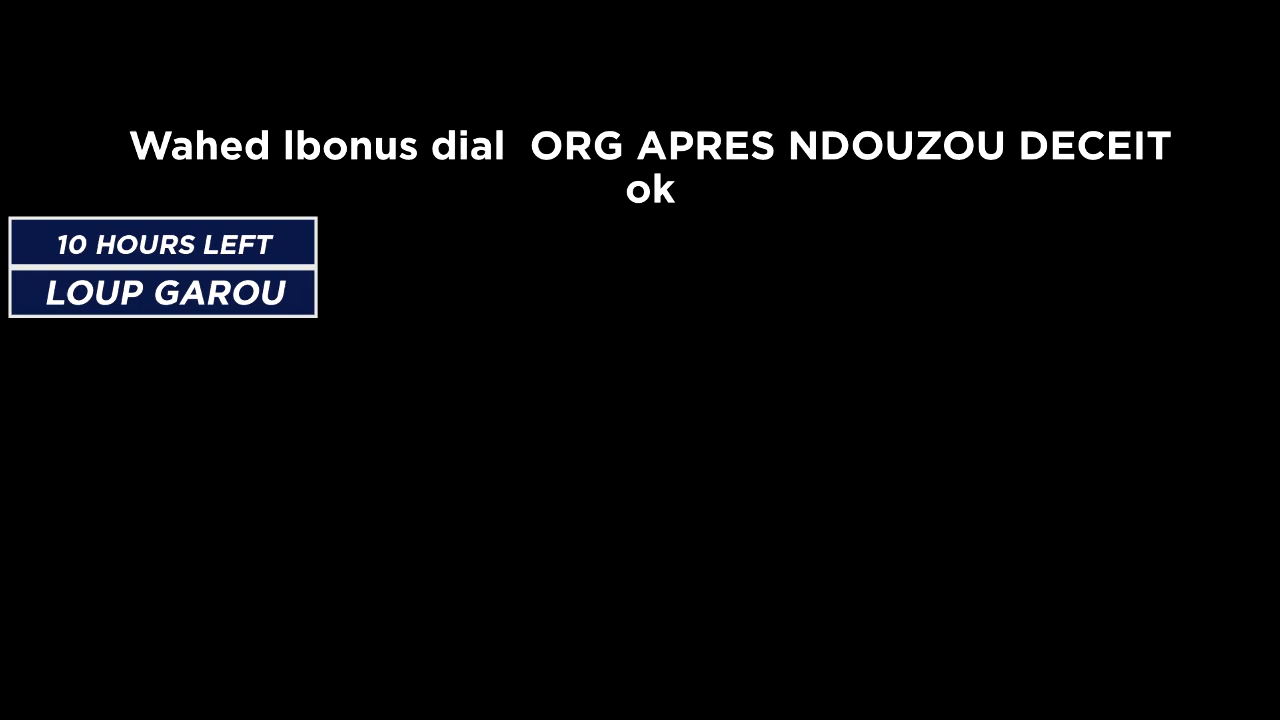 Wahed lbonus dial  ORG APRES NDOUZOU DECEIT
ok
10 HOURS LEFT
LOUP GAROU